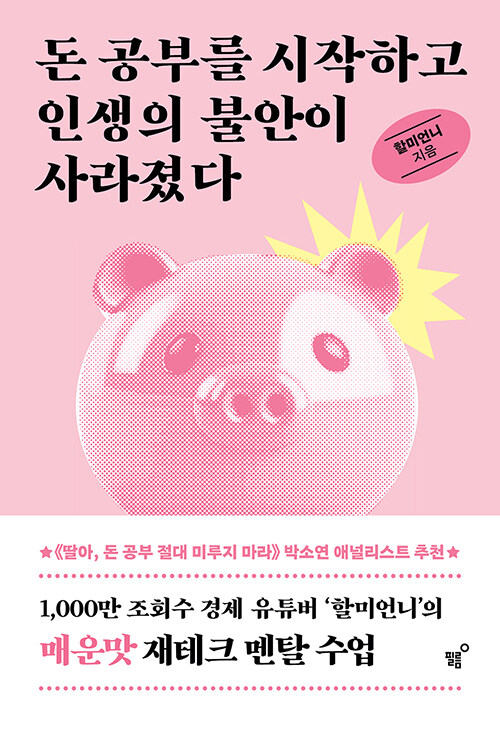 돈 공부를 시작하고
인생의 불안이
사라졌다
할미언니
지음
★《딸아, 돈 공부 절대 미루지 마라》 박소연 애널리스트 추천★
1,000만 조회수 경제 유튜버 ‘할미언니’의
매운맛 재테크 멘탈 수업
필름